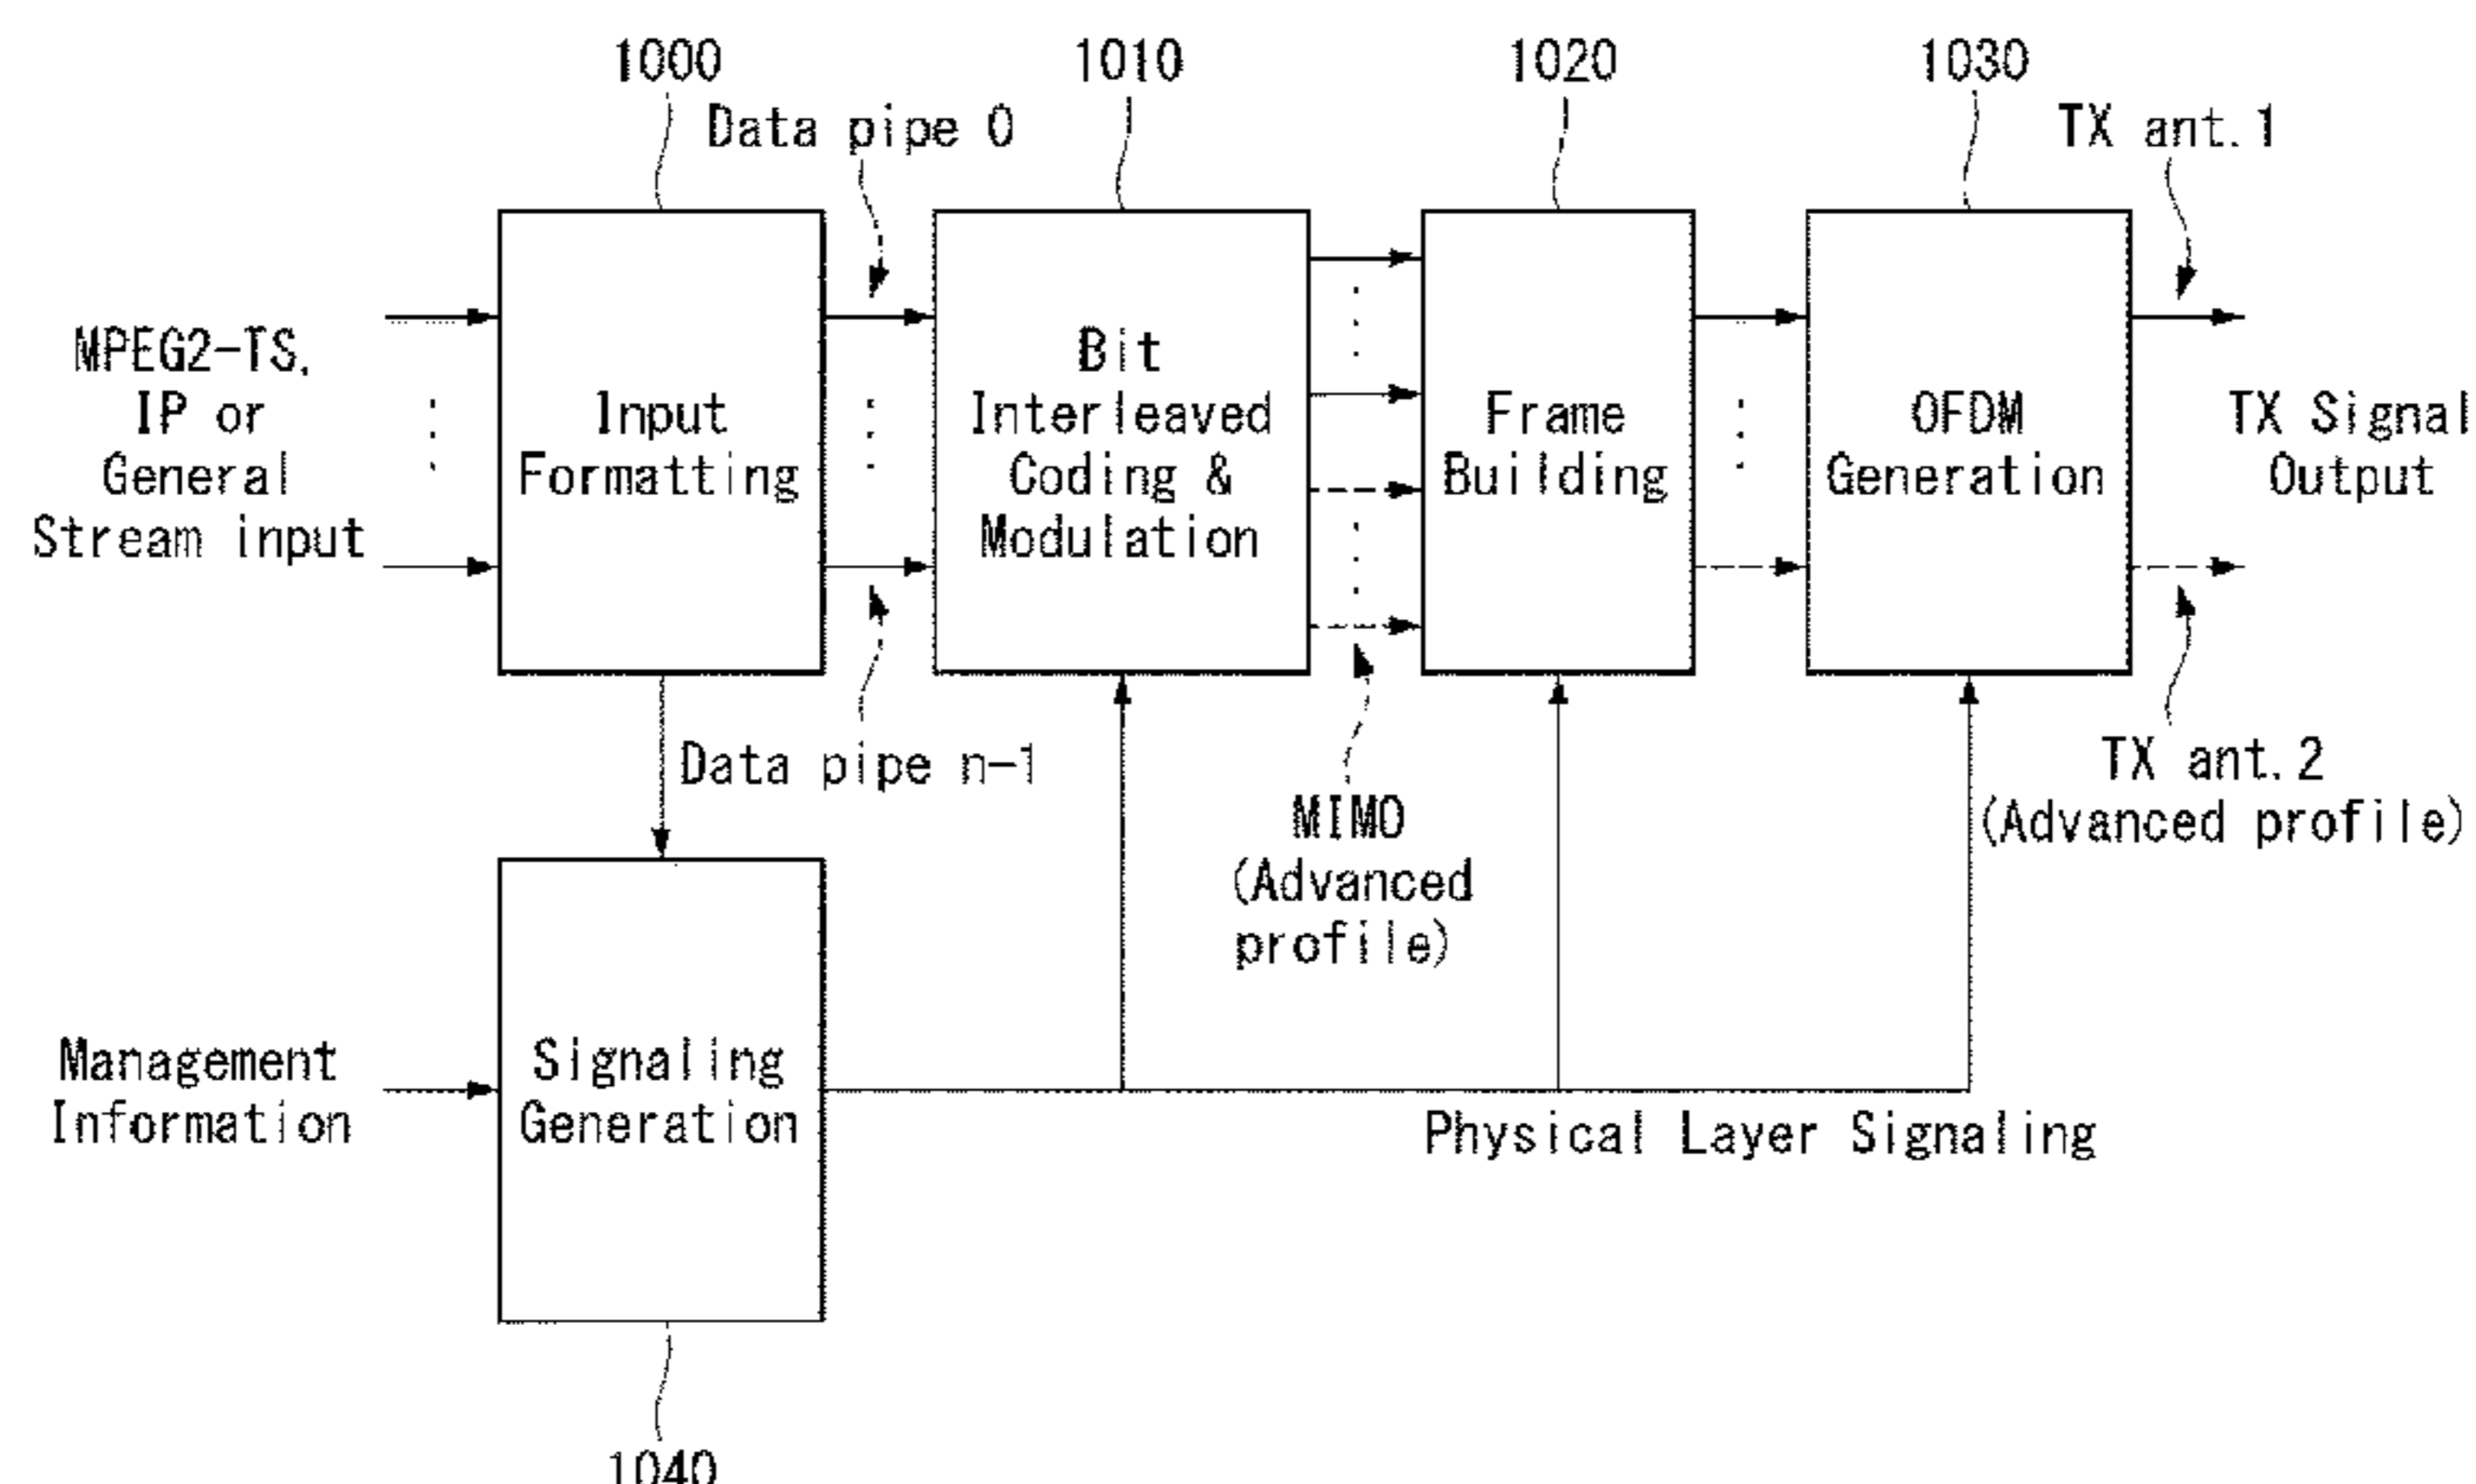 1000
1010
1020
1030
Data pipe 0
TX ant.1
MPEG2-TS,
IP or
General
Stream input
Input
Formatting
Bit
Interleaved
Coding &
Modulation
Frame
Building
OFDM
Generation
TX Signal
Output
Data pipe n-1
MIMO
(Advanced
profile)
TX ant.2
(Advanced profile)
Management
Information
Signaling
Generation
Physical Layer Signaling
1040